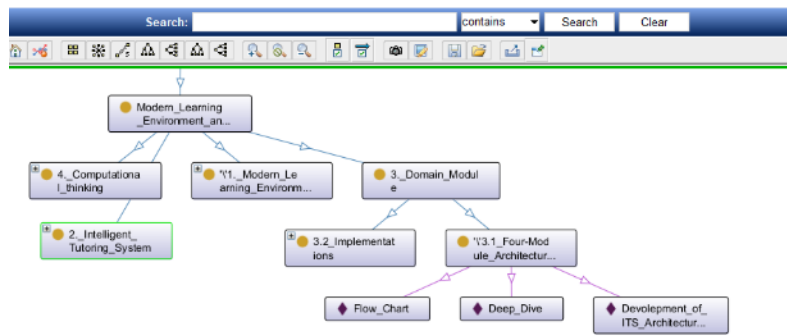 Search:
contains
Search
Clear
Modern_Learning
_Environment_an...
4._Computationa
l_thinking
"\'1._Modern_Le
arning_Environm...
3._Domain_Modul
e
2._Intelligent_
Tutoring_System
3.2_Implementat
ions
"\'3.1_Four-Mod
ule_Architectur...
Flow_Chart
Deep_Dive
Devolepment_of_
ITS_Architectur...